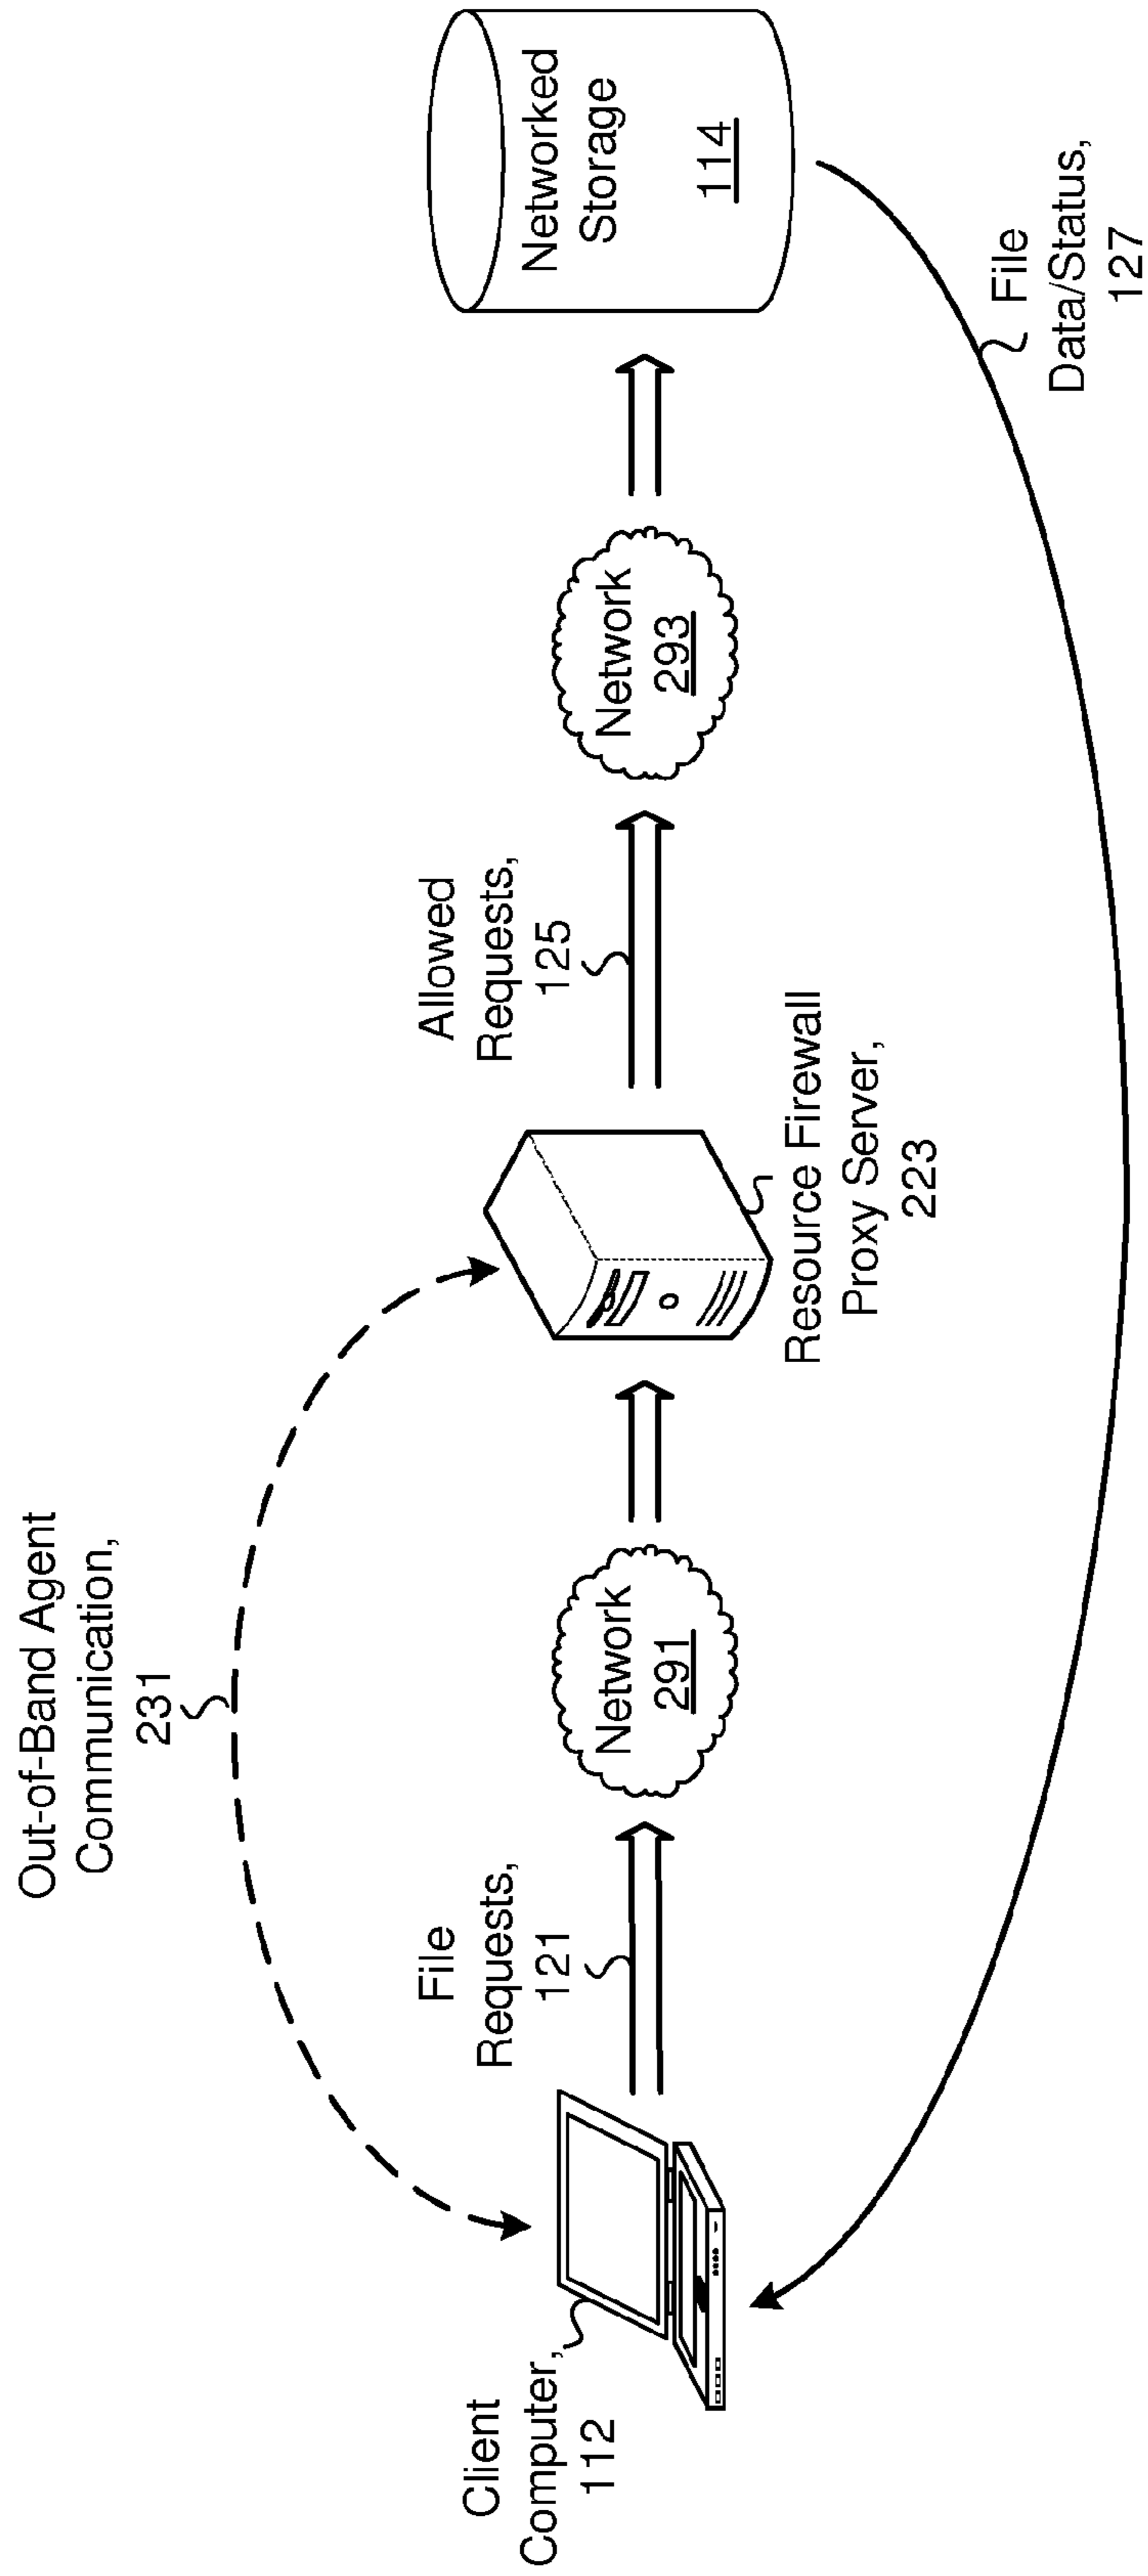 Out-of-Band Agent
Communication,
231
Client
Computer,
112
File
Requests,
121
Network
291
Resource Firewall
Proxy Server,
223
Allowed
Requests,
125
Network
293
Networked
Storage
114
File
Data/Status,
127